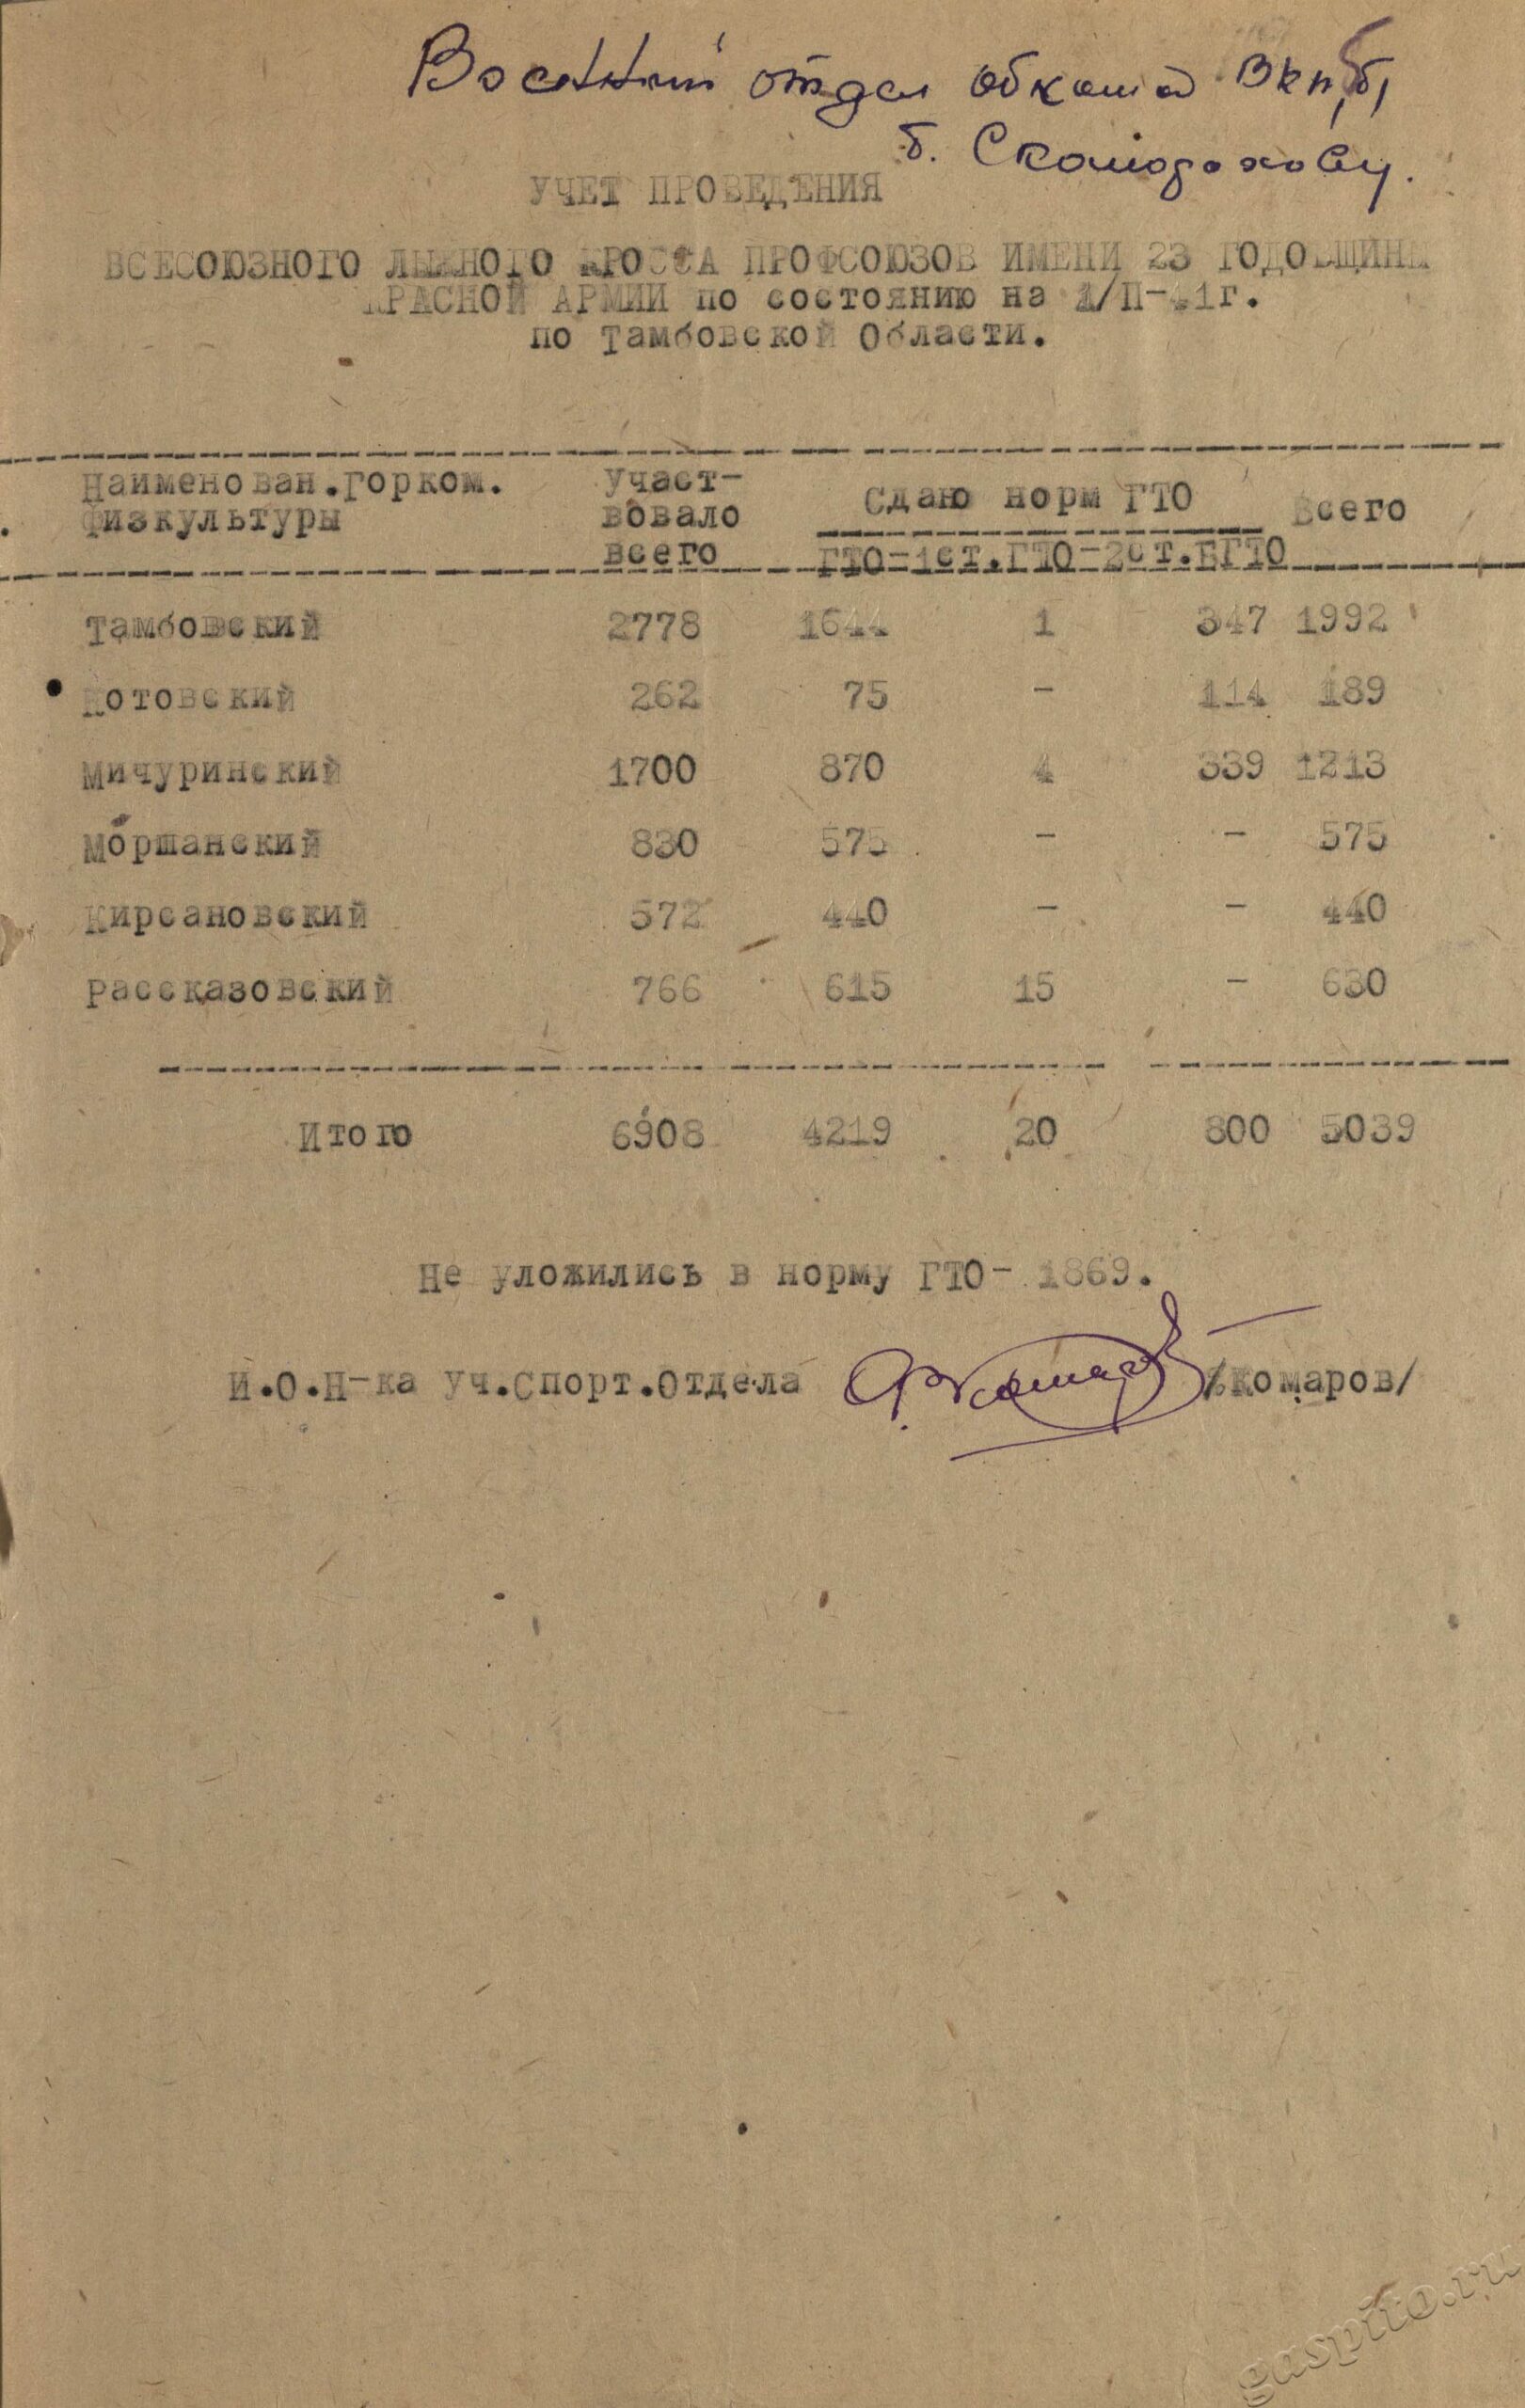 Военный отдел обкома ВКП(б)
т. Скоморохову.
УЧЕТ ПРОВЕДЕНИЯ
ВСЕСОЮЗНОГО ЛЫЖНОГО КРОССА ПРОФСОЮЗОВ ИМЕНИ 23 ГОДОВЩИНЫ
КРАСНОЙ АРМИИ по состоянию на 1/II-41г.
по Тамбовской Области.
Наименован.Горком. Участ- Сдаю норм ГТО Всего
физкультуры вовало
всего ГТО-1ст.ГТО-2ст.БГТО
Тамбовский 2778 1644 1 347 1992
Котовский 262 75 - 114 189
Мичуринский 1700 870 4 339 1213
Моршанский 830 575 - - 575
Кирсановский 572 440 - - 440
Рассказовский 766 615 15 - 630
Итого 6908 4219 20 800 5039
Не уложились в норму ГТО- 1869.
И.О.Н-ка уч.спорт.отдела /Комаров/
gaspito.ru